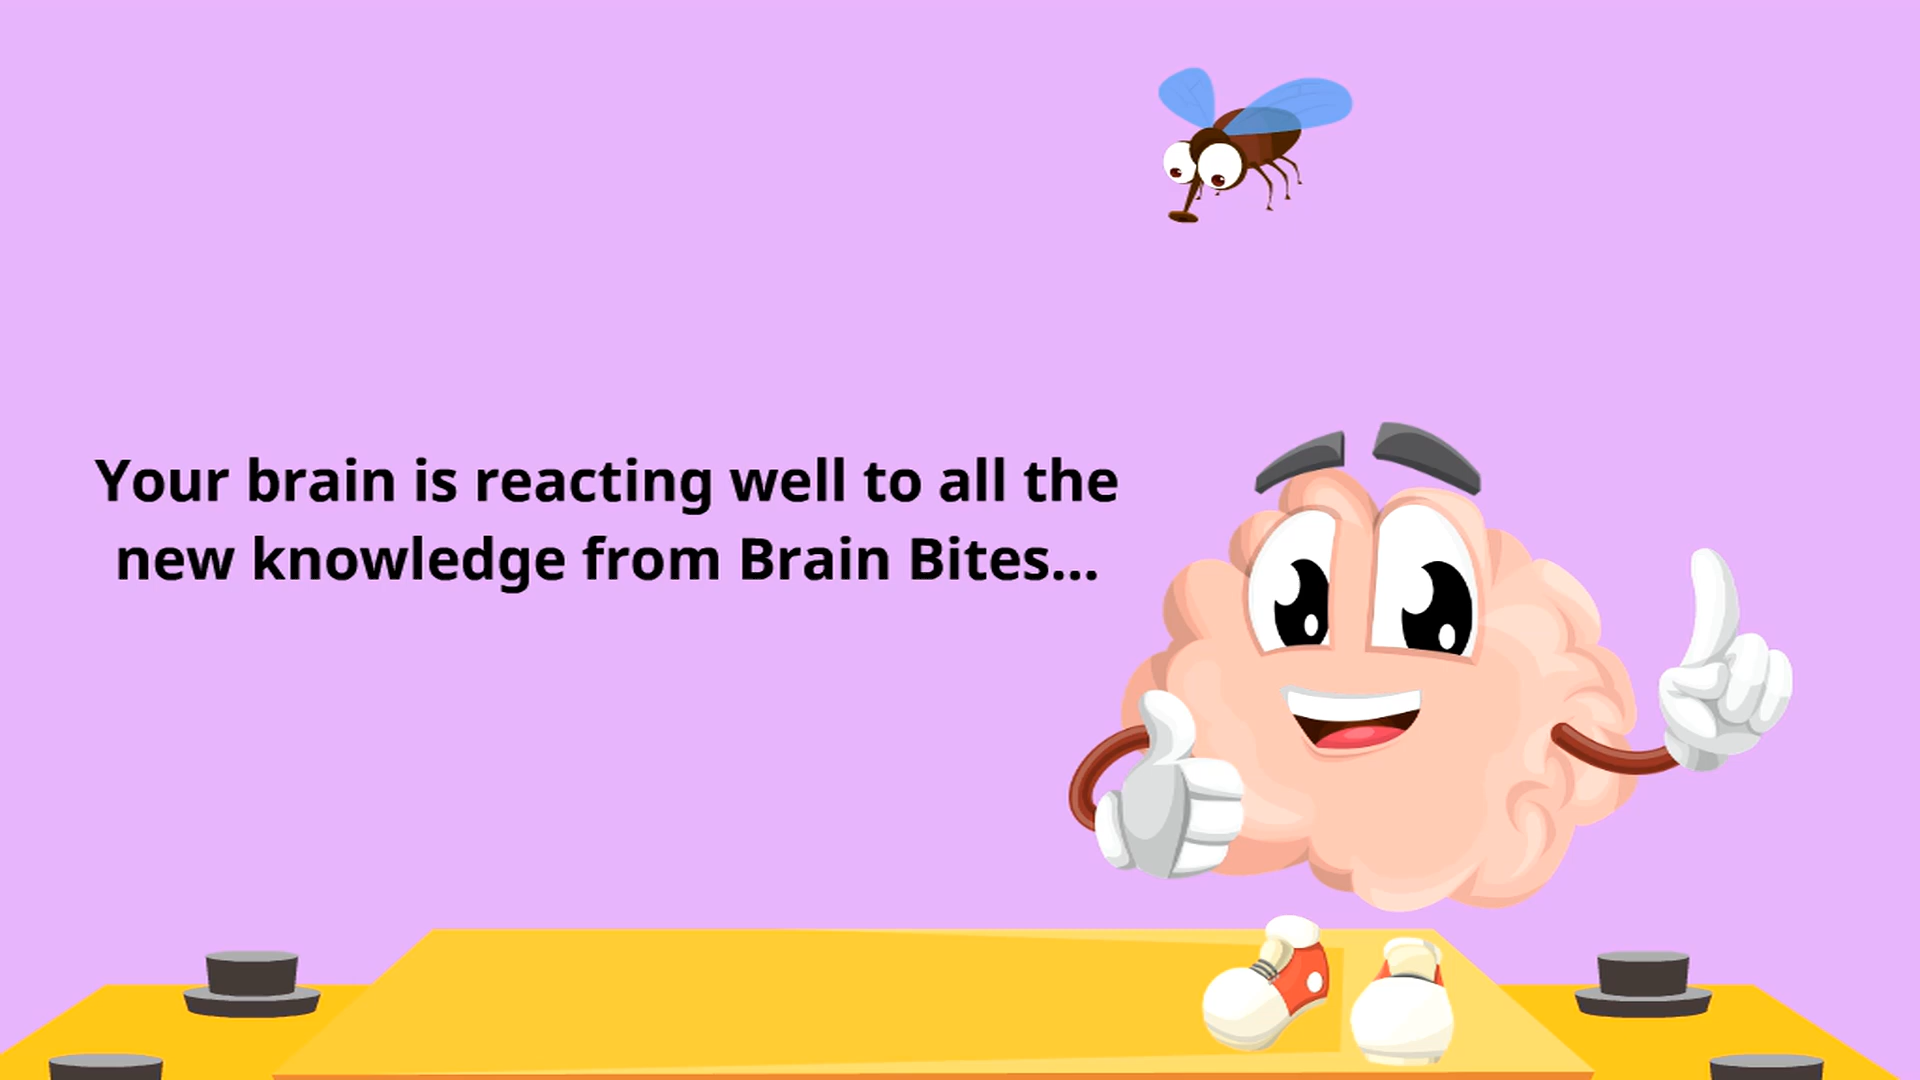 Your brain is reacting well to all the
new knowledge from Brain Bites...